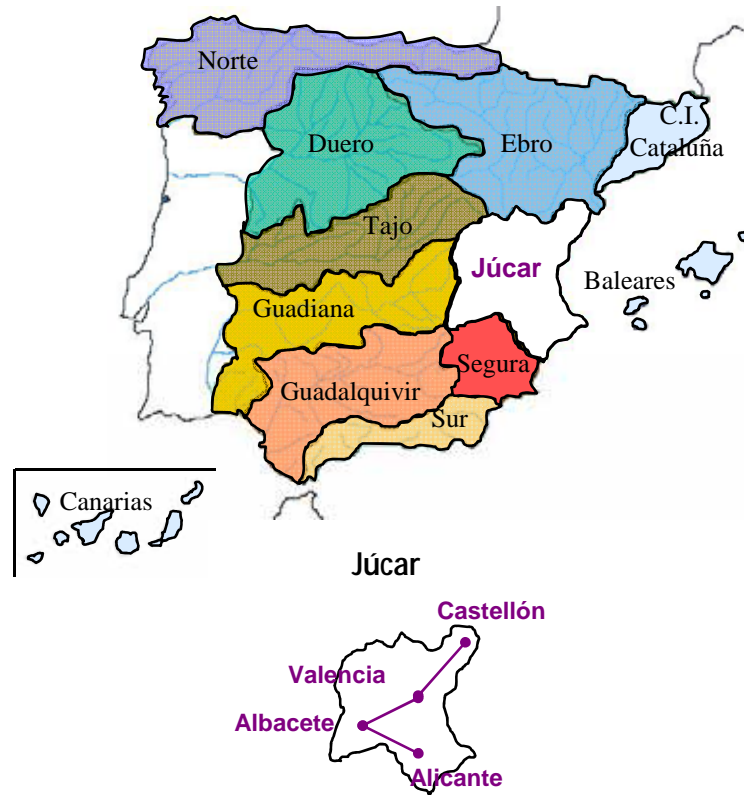 Norte
C.I.
Cataluña
Duero
Ebro
Tajo
Júcar
Baleares
Guadiana
Segura
Guadalquivir
Sur
Canarias
Júcar
Castellón
Valencia
Albacete
Alicante